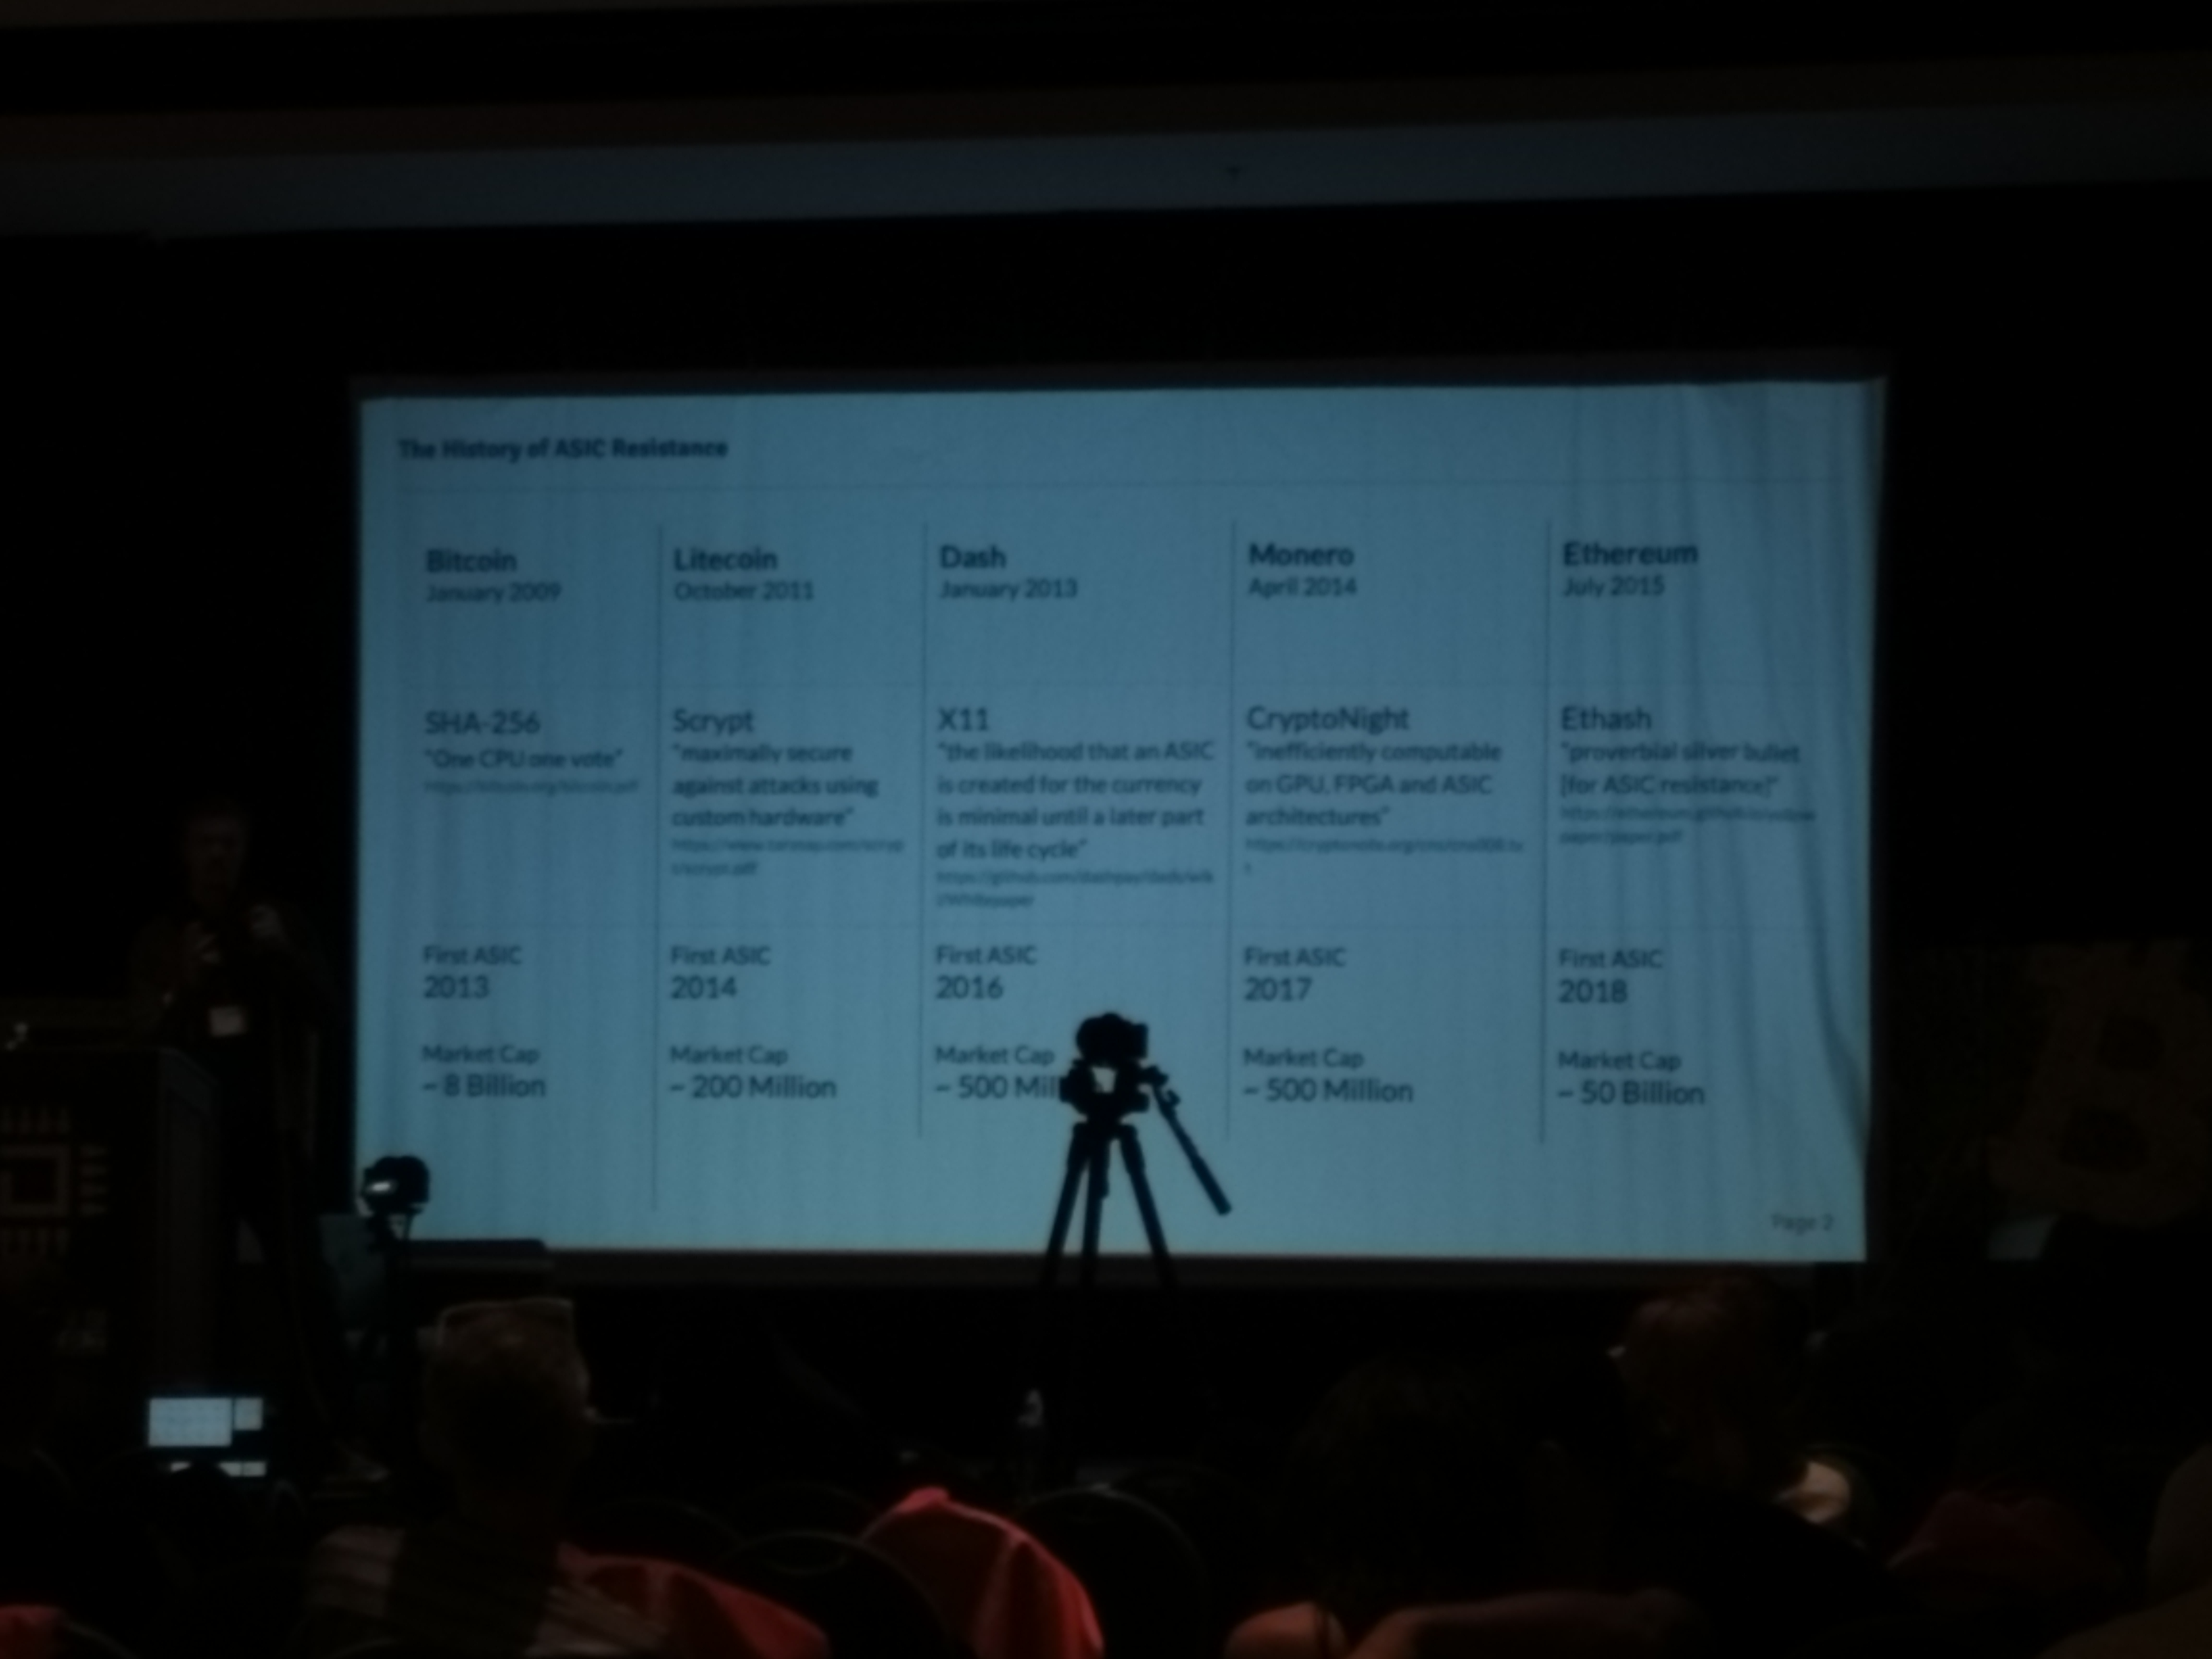 The History of ASIC Resistance
Bitcoin
January 2009
SHA-256
"One CPU one vote"
First ASIC
2013
Market Cap
~ 8 Billion
Litecoin
October 2011
Scrypt
"maximally secure
against attacks using
custom hardware"
First ASIC
2014
Market Cap
~ 200 Million
Dash
January 2013
X11
"the likelihood that an ASIC
is created for the currency
is minimal until a later part
of its life cycle"
First ASIC
2016
Market Cap
~ 500 Mil
Monero
April 2014
CryptoNight
"inefficiently computable
on GPU, FPGA and ASIC
architectures"
First ASIC
2017
Market Cap
~ 500 Million
Ethereum
July 2015
Ethash
"proverbial silver bullet
[for ASIC resistance]"
First ASIC
2018
Market Cap
~ 50 Billion
Page 2